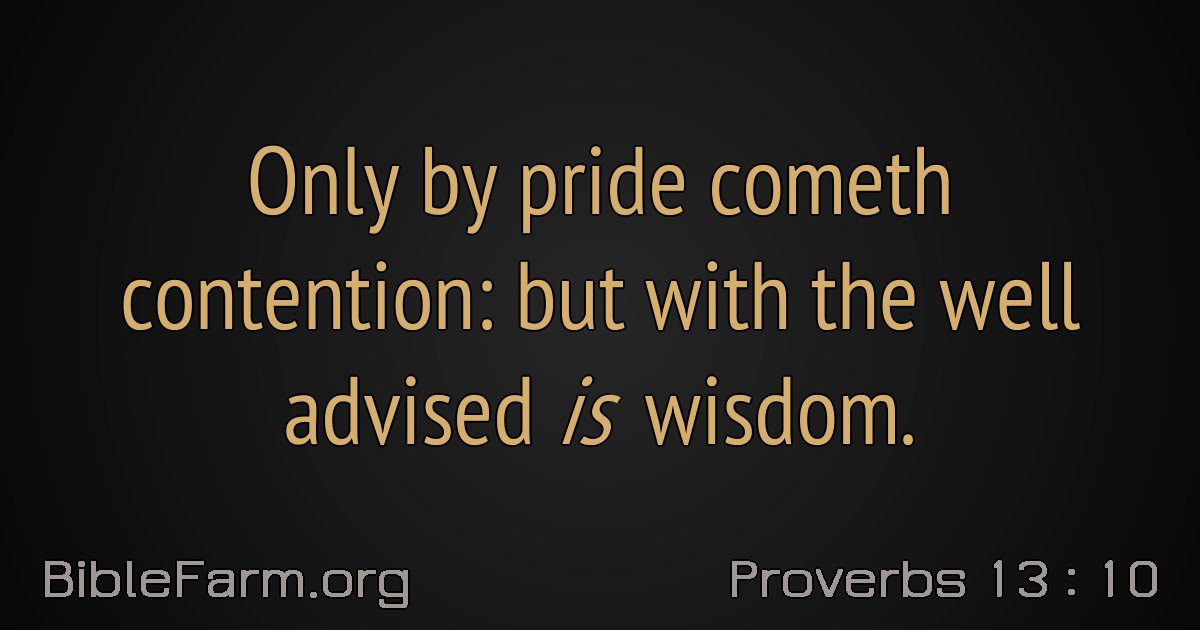 Only by pride cometh
contention: but with the well
advised is wisdom.
BibleFarm.org
Proverbs 13 : 10